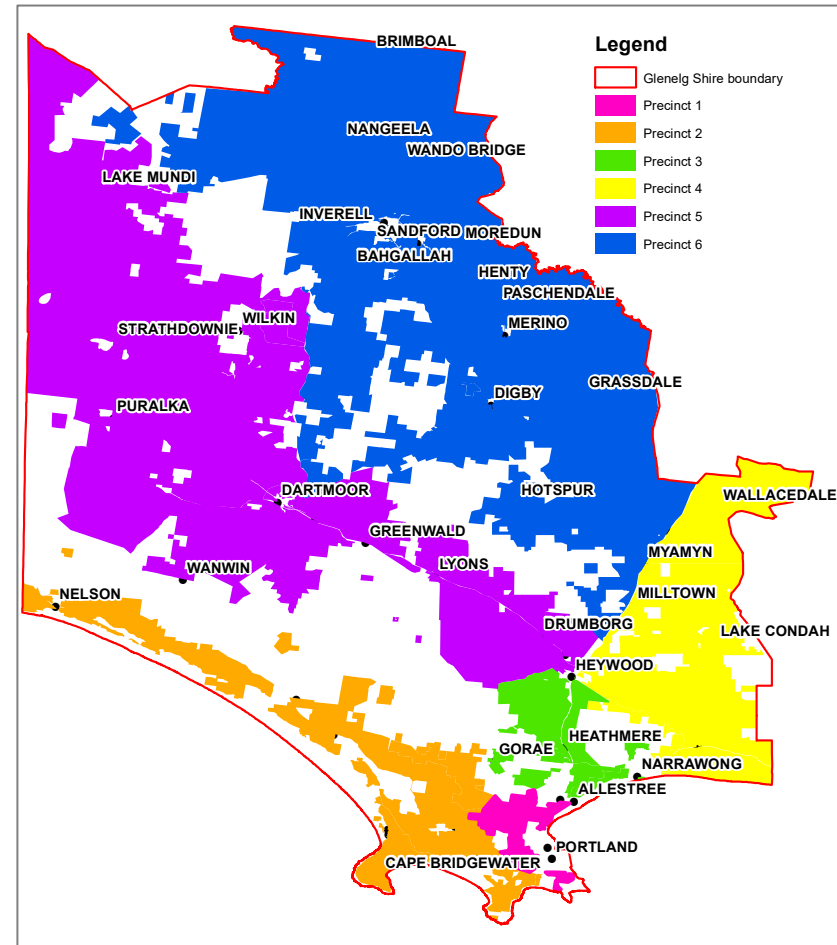 BRIMBOAL
Legend
Glenelg Shire boundary
Precinct 1
Precinct 2
Precinct 3
Precinct 4
Precinct 5
Precinct 6
NANGEELA
WANDO BRIDGE
LAKE MUNDI
INVERELL
SANDFORD
MOREDUN
BAHGALLAH
HENTY
PASCHENDALE
WILKIN
MERINO
STRATHDOWNIE
GRASSDALE
DIGBY
PURALKA
DARTMOOR
HOTSPUR
WALLACEDALE
GREENWALD
MYAMYN
LYONS
WANWIN
NELSON
MILLTOWN
DRUMBORG
LAKE CONDAH
HEYWOOD
HEATHMERE
GORAE
NARRAWONG
ALLESTREE
PORTLAND
CAPE BRIDGEWATER